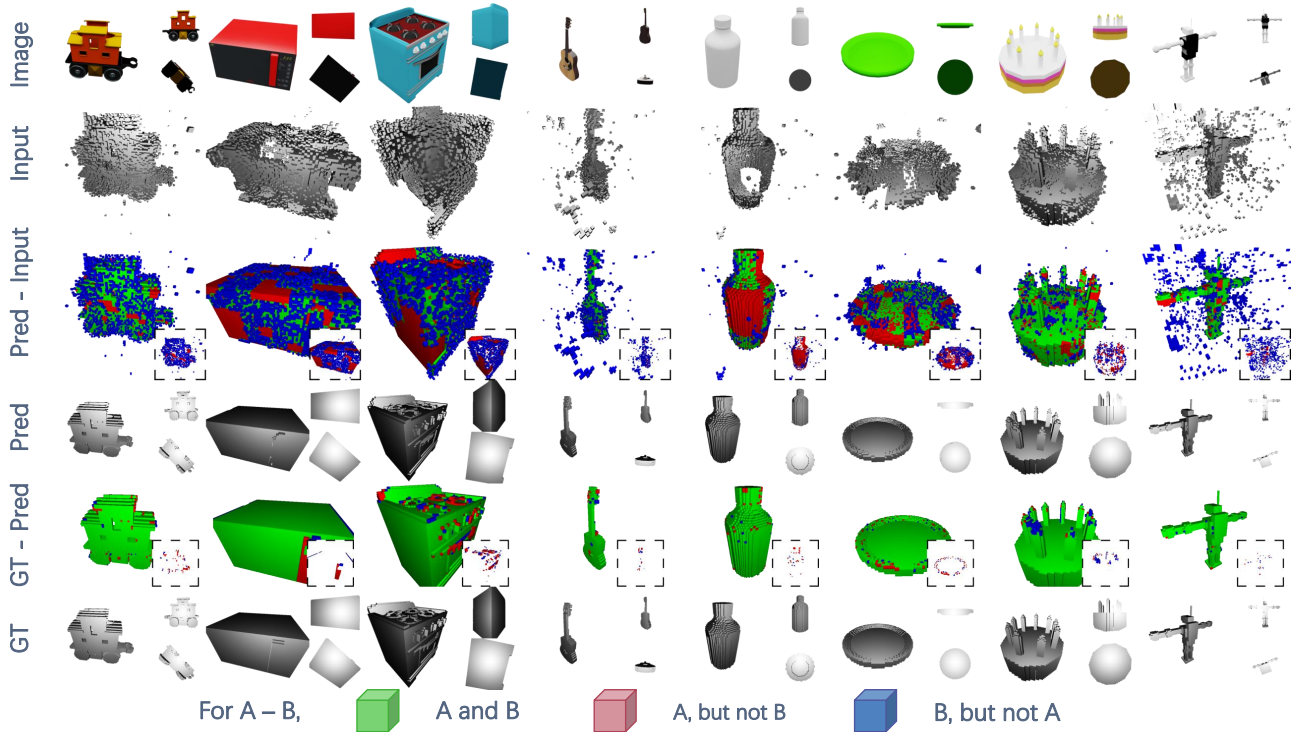 Image
Input
Pred - Input
Pred
GT - Pred
GT
For A – B,
A and B
A, but not B
B, but not A